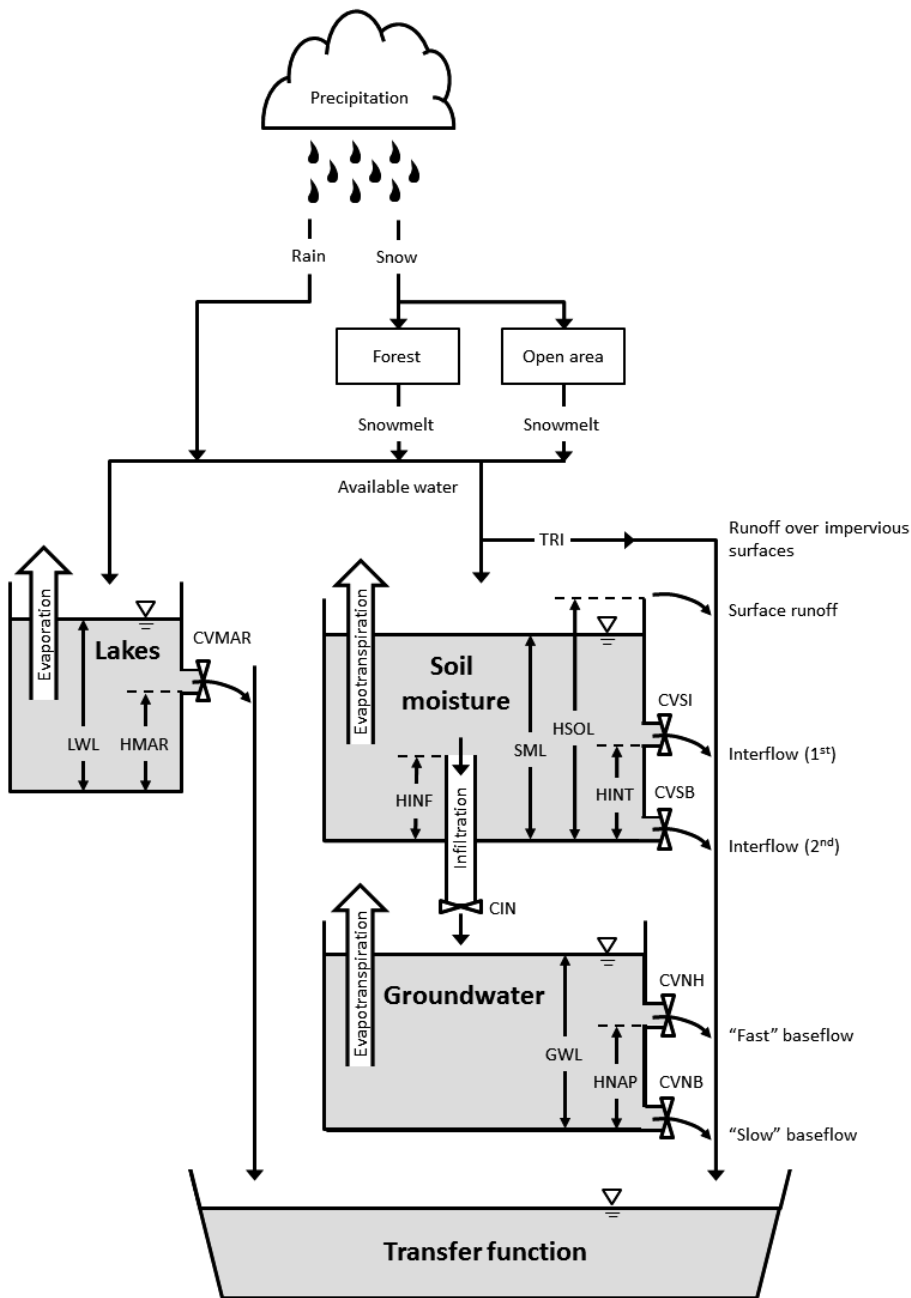 Precipitation
Rain
Snow
Forest
Open area
Snowmelt
Snowmelt
Available water
TRI
Runoff over impervious
surfaces
Surface runoff
Evaporation
Lakes
CVMAR
LWL
HMAR
Evapotranspiration
Soil
moisture
HSOL
SML
HINF
HINT
Infiltration
CVSI
Interflow (1st)
CVSB
Interflow (2nd)
CIN
Evapotranspiration
Groundwater
GWL
HNAP
CVNH
“Fast” baseflow
CVNB
“Slow” baseflow
Transfer function